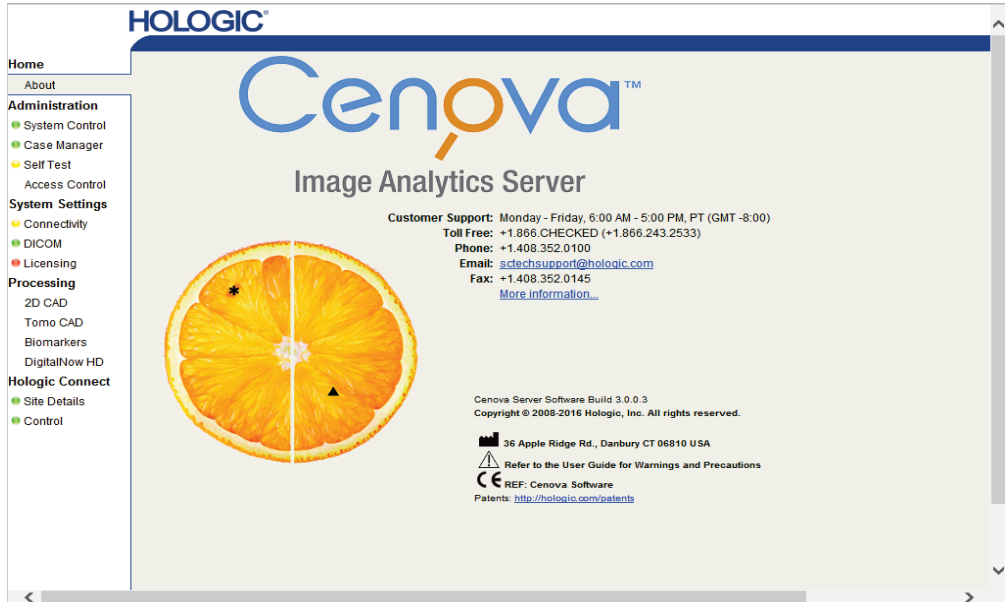 HOLOGIC®
Home
About
Administration
System Control
Case Manager
Self Test
Access Control
System Settings
Connectivity
DICOM
Licensing
Processing
2D CAD
Tomo CAD
Biomarkers
DigitalNow HD
Hologic Connect
Site Details
Control
Cenova™
Image Analytics Server
Customer Support: Monday - Friday, 6:00 AM - 5:00 PM, PT (GMT -8:00)
Toll Free: +1.866.CHECKED (+1.866.243.2533)
Phone: +1.408.352.0100
Email: sctechsupport@hologic.com
Fax: +1.408.352.0145
More information...
Cenova Server Software Build 3.0.0.3
Copyright © 2008-2016 Hologic, Inc. All rights reserved.
36 Apple Ridge Rd., Danbury CT 06810 USA
Refer to the User Guide for Warnings and Precautions
CE REF: Cenova Software
Patents: http://hologic.com/patents